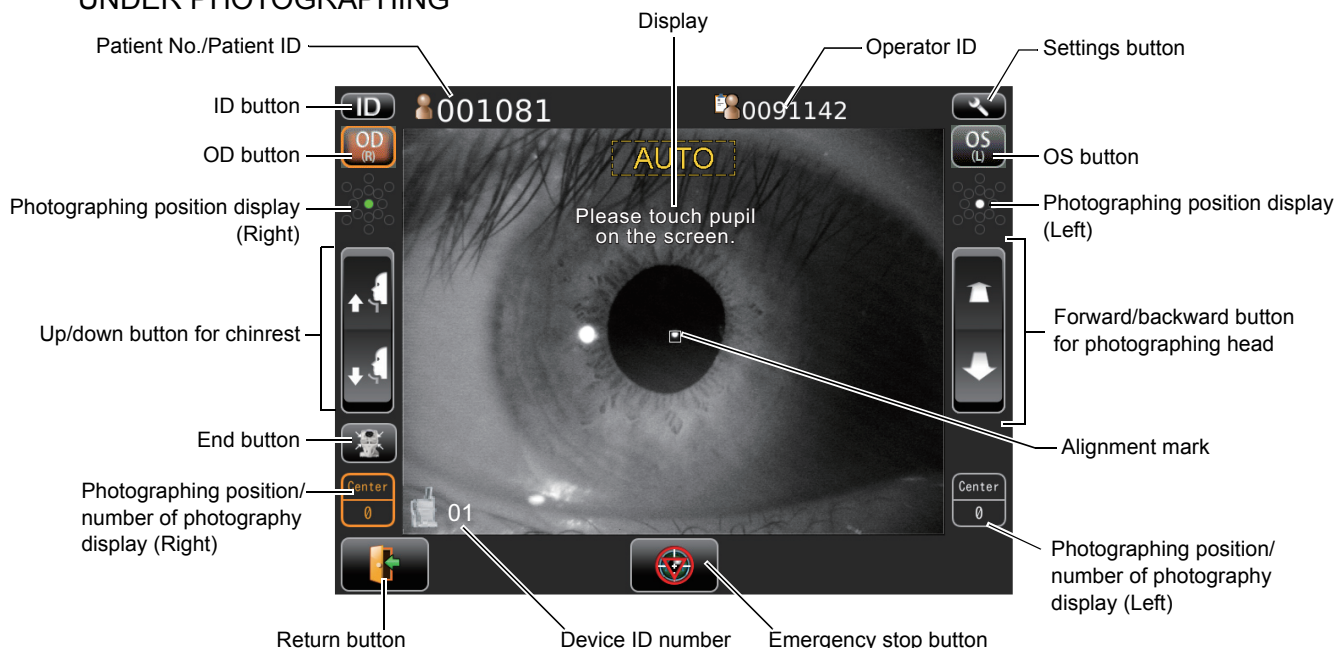 UNDER PHOTOGRAPHING
Display
Patient No./Patient ID
Operator ID
Settings button
ID button
ID
001081
0091142
OD
(R)
OD button
AUTO
OS
(L)
OS button
Photographing position display
(Right)
Please touch pupil
on the screen.
Photographing position display
(Left)
Up/down button for chinrest
Forward/backward button
for photographing head
End button
Alignment mark
Photographing position/
number of photography
display (Right)
Center
0
01
Center
0
Photographing position/
number of photography
display (Left)
Return button
Device ID number
Emergency stop button